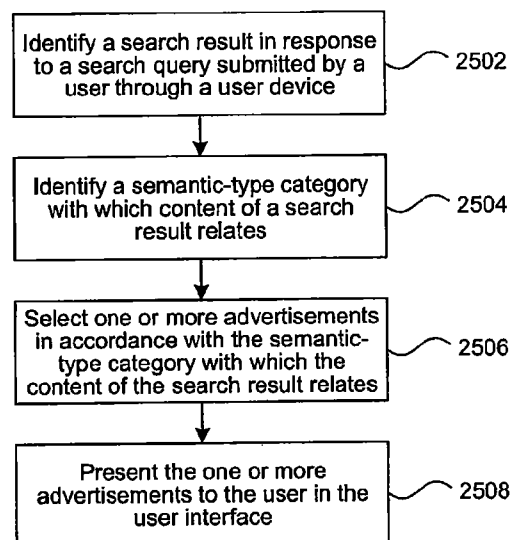 Identify a search result in response
to a search query submitted by
a user through a user device
2502
Identify a semantic-type category
with which content of a search
result relates
2504
Select one or more advertisements
in accordance with the semantic-
type category with which the
content of the search result relates
2506
Present the one or more
advertisements to the user in the
user interface
2508